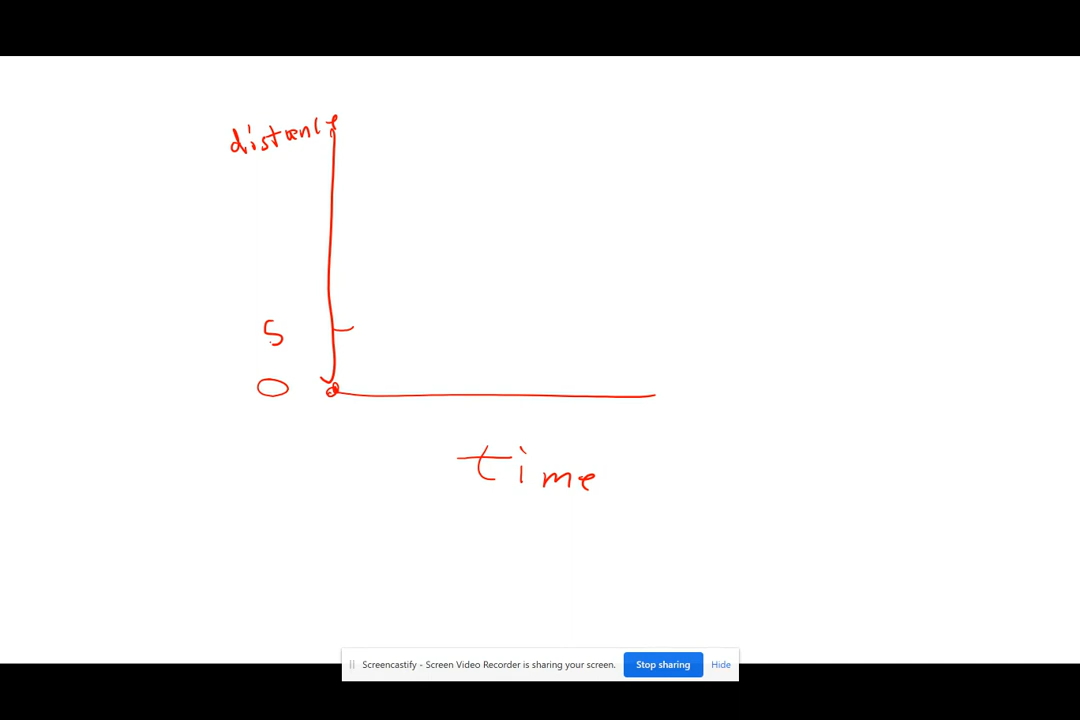 distance
5
0
time
Screencastify - Screen Video Recorder is sharing your screen. Stop sharing Hide